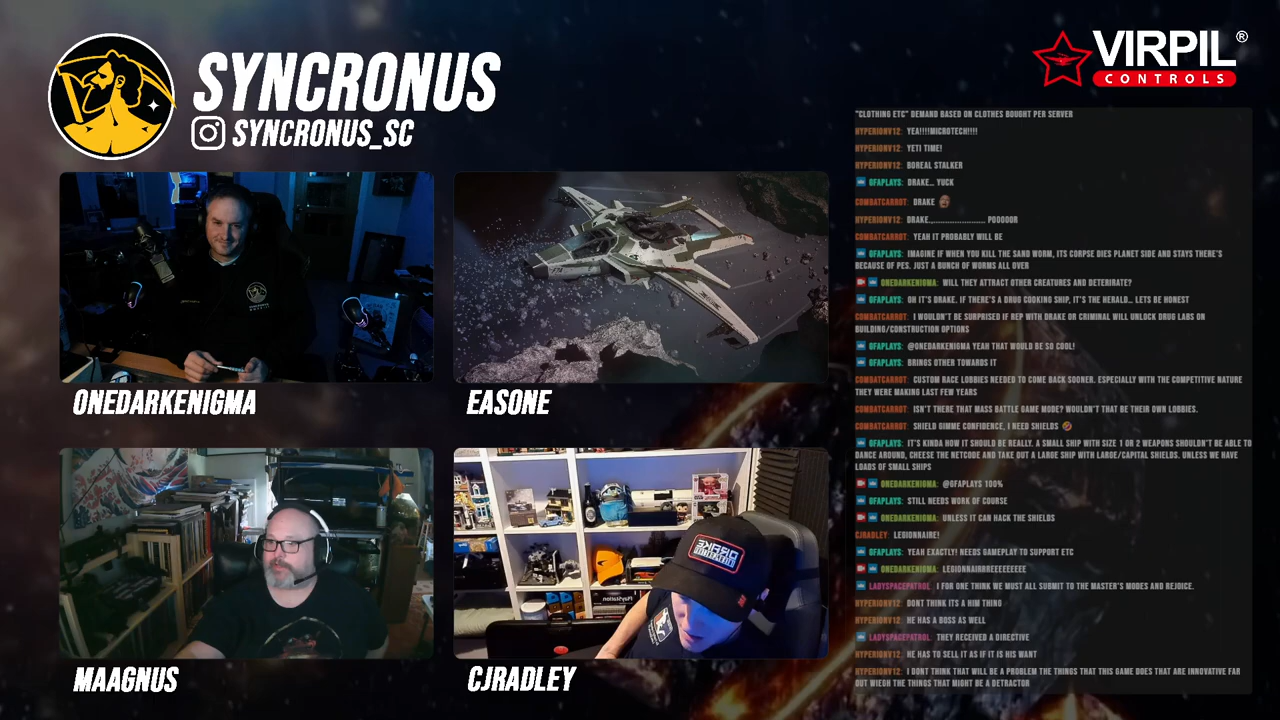 SYNCRONUS
SYNCRONUS_SC
VIRPIL®
CONTROLS
ONEDARKENIGMA
EASONE
MAAGNUS
CJRADLEY
"CLOTHING ETC" DEMAND BASED ON CLOTHES BOUGHT PER SERVER
HYPERIONV12: YEA!!!!MICROTECH!!!!
HYPERIONV12: YETI TIME!
HYPERIONV12: BOREAL STALKER
GFAPLAYS: DRAKE... YUCK
COMBATCARROT: DRAKE
HYPERIONV12: DRAKE........................... POOOOOR
COMBATCARROT: YEAH IT PROBABLY WILL BE
GFAPLAYS: IMAGINE IF WHEN YOU KILL THE SAND WORM, ITS CORPSE DIES PLANET SIDE AND STAYS THERE'S
BECAUSE OF PES. JUST A BUNCH OF WORMS ALL OVER
ONEDARKENIGMA: WILL THEY ATTRACT OTHER CREATURES AND DETERIATE?
GFAPLAYS: OH IT'S DRAKE. IF THERE'S A DRUG COOKING SHIP, IT'S THE HERALD... LETS BE HONEST
COMBATCARROT: I WOULDN'T BE SURPRISED IF REP WITH DRAKE OR CRIMINAL WILL UNLOCK DRUG LABS ON
BUILDING/CONSTRUCTION OPTIONS
GFAPLAYS: @ONEDARKENIGMA YEAH THAT WOULD BE SO COOL!
GFAPLAYS: BRINGS OTHER TOWARDS IT
COMBATCARROT: CUSTOM RACE LOBBIES NEEDED TO COME BACK SOONER. ESPECIALLY WITH THE COMPETITIVE NATURE
THEY WERE MAKING LAST FEW YEARS
COMBATCARROT: ISN'T THERE THAT MASS BATTLE GAME MODE? WOULDN'T THAT BE THEIR OWN LOBBIES.
COMBATCARROT: SHIELD GIMME CONFIDENCE, I NEED SHIELDS
GFAPLAYS: IT'S KINDA HOW IT SHOULD BE REALLY. A SMALL SHIP WITH SIZE 1 OR 2 WEAPONS SHOULDN'T BE ABLE TO
DANCE AROUND, CHEESE THE NETCODE AND TAKE OUT A LARGE SHIP WITH LARGE/CAPITAL SHIELDS. UNLESS WE HAVE
LOADS OF SMALL SHIPS
ONEDARKENIGMA: @GFAPLAYS 100%
GFAPLAYS: STILL NEEDS WORK OF COURSE
ONEDARKENIGMA: UNLESS IT CAN HACK THE SHIELDS
CJRADLEY: LEGIONNAIRE!
GFAPLAYS: YEAH EXACTLY! NEEDS GAMEPLAY TO SUPPORT ETC
ONEDARKENIGMA: LEGIONNAIRRREEEEEEEEEE
LADYSPACEPATROL: I FOR ONE THINK WE MUST ALL SUBMIT TO THE MASTER'S MODES AND REJOICE.
HYPERIONV12: DONT THINK ITS A HIM THING
HYPERIONV12: HE HAS A BOSS AS WELL
LADYSPACEPATROL: THEY RECEIVED A DIRECTIVE
HYPERIONV12: HE HAS TO SELL IT AS IF IT IS HIS WANT
HYPERIONV12: I DONT THINK THAT WILL BE A PROBLEM THE THINGS THAT THIS GAME DOES THAT ARE INNOVATIVE FAR
OUT WIEGH THE THINGS THAT MIGHT BE A DETRACTOR